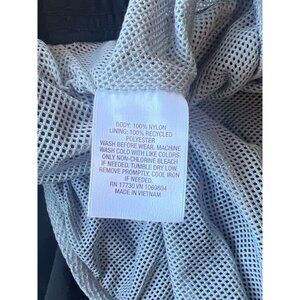 BODY: 100% NYLON
LINING: 100% RECYCLED
POLYESTER
WASH BEFORE WEAR. MACHINE
WASH COLD WITH LIKE COLORS.
ONLY NON-CHLORINE BLEACH
IF NEEDED. TUMBLE DRY LOW.
REMOVE PROMPTLY. COOL IRON
IF NEEDED.
RN 17730 VN 1069804
MADE IN VIETNAM